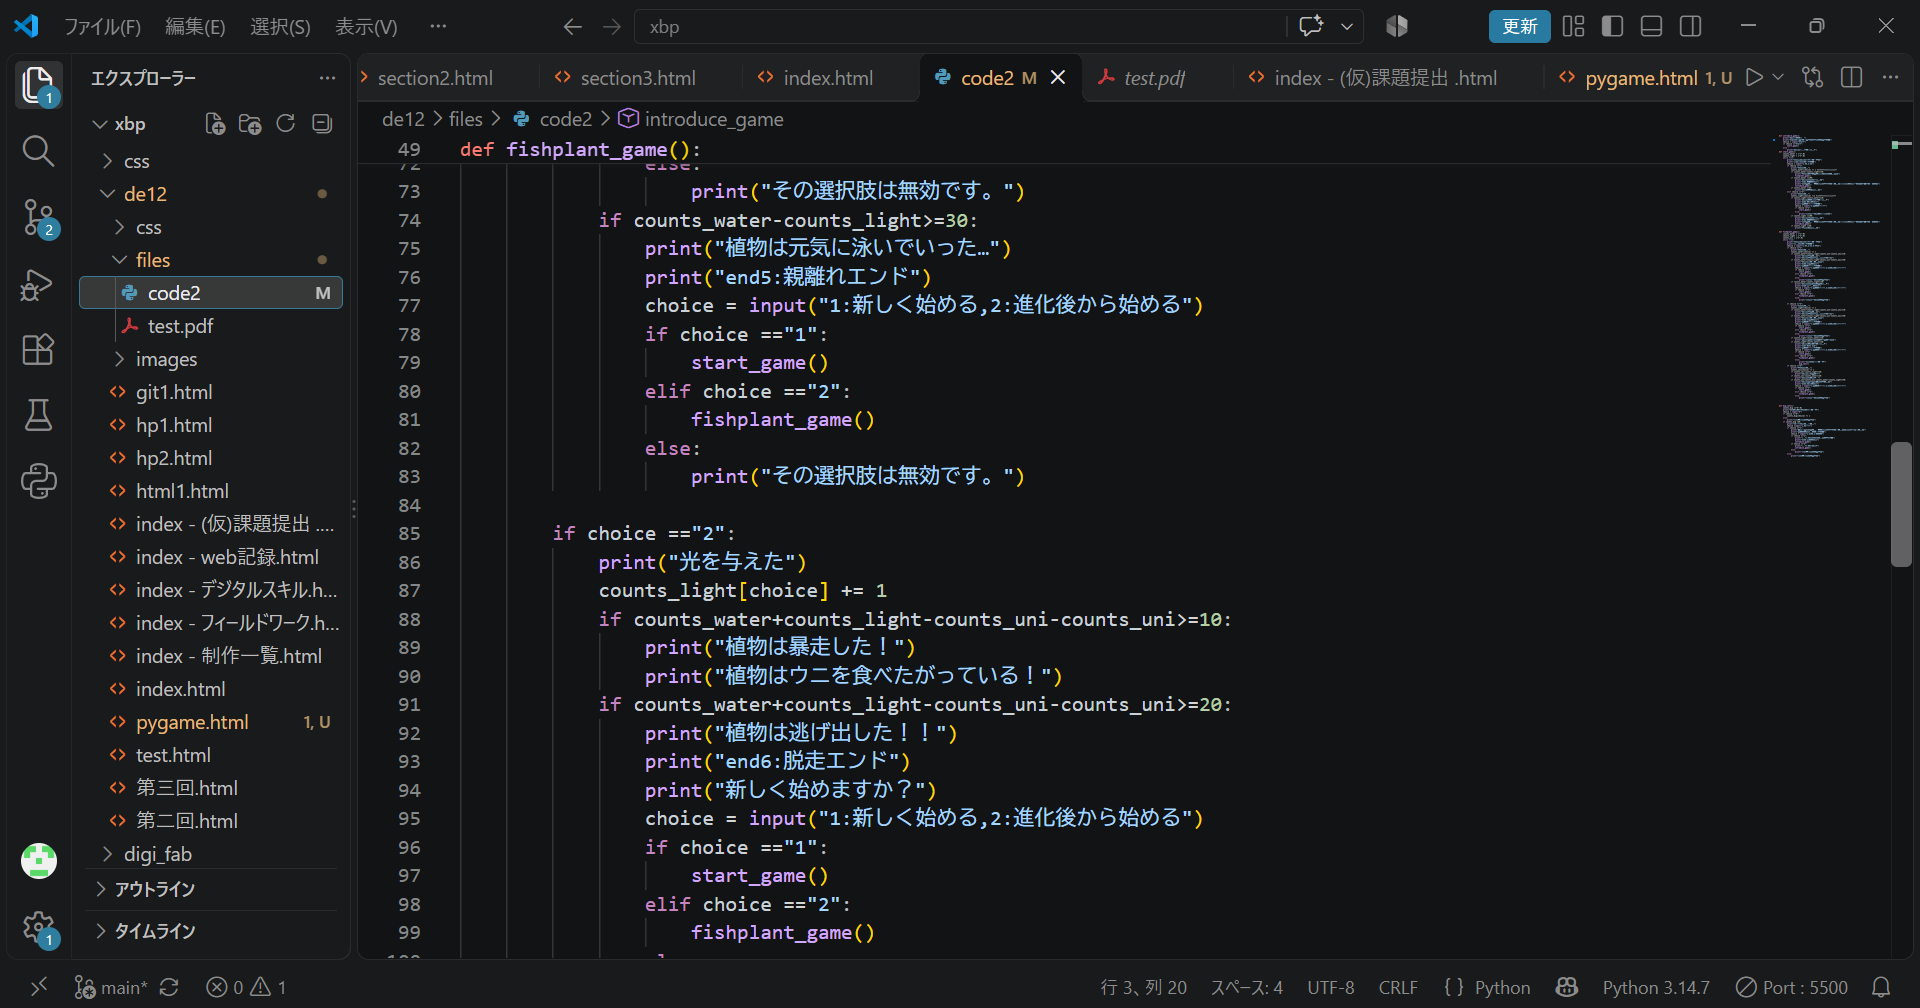 ファイル(F) 編集(E) 選択(S) 表示(V) … xbp 更新
エクスプローラー …
section2.html section3.html index.html code2 M test.pdf index - (仮)課題提出 .html pygame.html 1, U …
xbp
css
de12
css
files
code2 M
test.pdf
images
git1.html
hp1.html
hp2.html
html1.html
index - (仮)課題提出 ....
index - web記録.html
index - デジタルスキル.h...
index - フィールドワーク.h...
index - 制作一覧.html
index.html
pygame.html 1, U
test.html
第三回.html
第二回.html
digi_fab
アウトライン
タイムライン
1
2
1
de12 > files > code2 > introduce_game
49 def fishplant_game():
72 else:
73 print("その選択肢は無効です。")
74 if counts_water-counts_light>=30:
75 print("植物は元気に泳いでいった…")
76 print("end5:親離れエンド")
77 choice = input("1:新しく始める,2:進化後から始める")
78 if choice =="1":
79 start_game()
80 elif choice =="2":
81 fishplant_game()
82 else:
83 print("その選択肢は無効です。")
84
85 if choice =="2":
86 print("光を与えた")
87 counts_light[choice] += 1
88 if counts_water+counts_light-counts_uni-counts_uni>=10:
89 print("植物は暴走した！")
90 print("植物はウニを食べたがっている！")
91 if counts_water+counts_light-counts_uni-counts_uni>=20:
92 print("植物は逃げ出した！！")
93 print("end6:脱走エンド")
94 print("新しく始めますか？")
95 choice = input("1:新しく始める,2:進化後から始める")
96 if choice =="1":
97 start_game()
98 elif choice =="2":
99 fishplant_game()
main* 0 1 行 3、列 20 スペース: 4 UTF-8 CRLF { } Python Python 3.14.7 Port : 5500